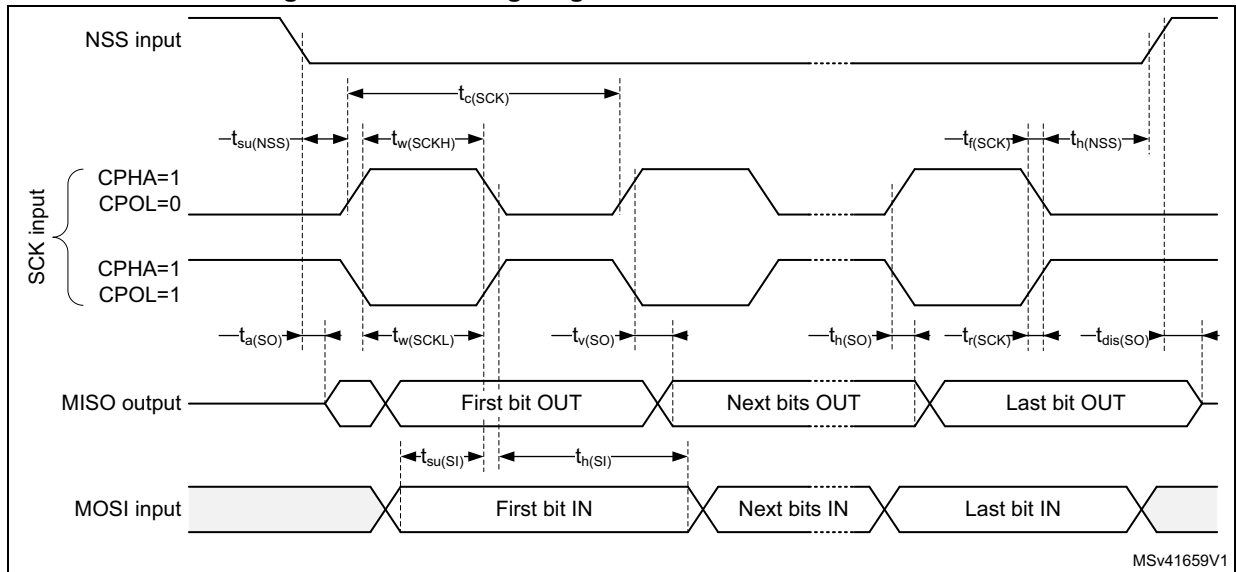 NSS input
tc(SCK)
tsu(NSS)
tw(SCKH)
tf(SCK)
th(NSS)
SCK input
CPHA=1
CPOL=0
CPHA=1
CPOL=1
ta(SO)
tw(SCKL)
tv(SO)
th(SO)
tr(SCK)
tdis(SO)
MISO output
First bit OUT
Next bits OUT
Last bit OUT
tsu(SI)
th(SI)
MOSI input
First bit IN
Next bits IN
Last bit IN
MSv41659V1